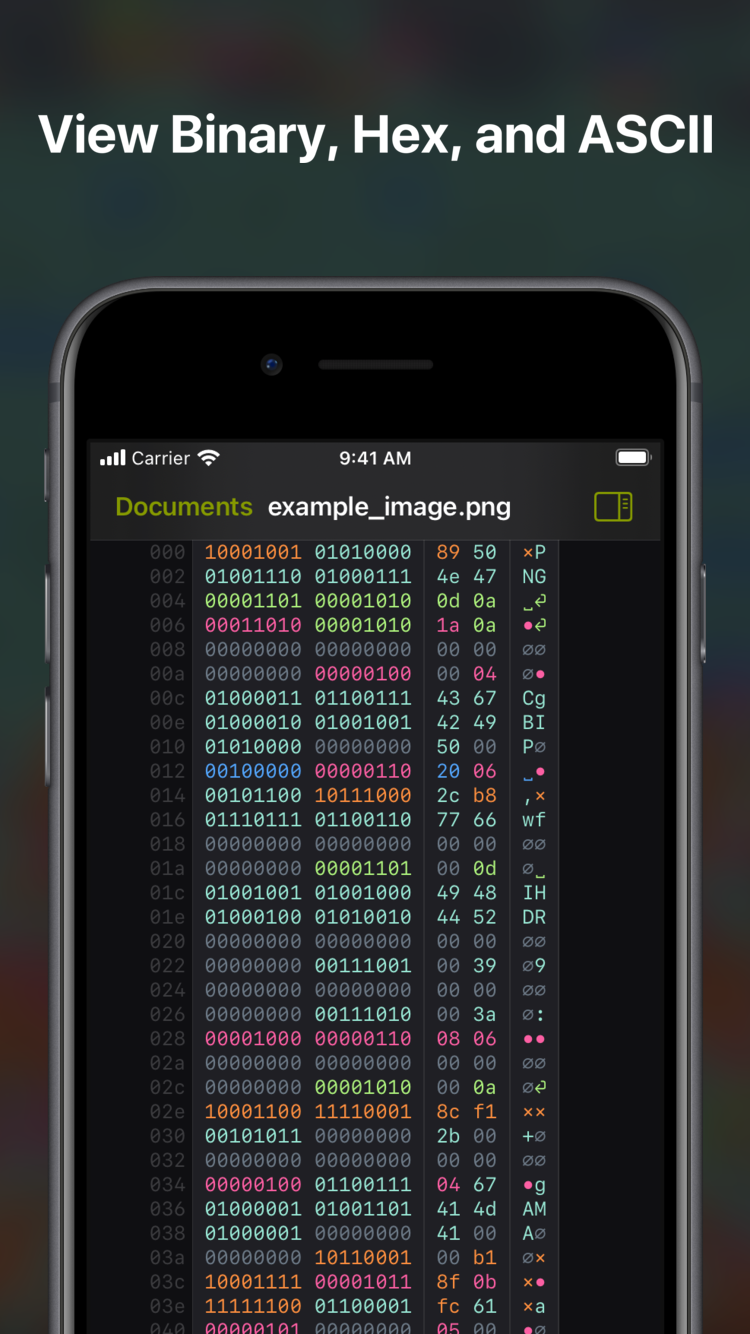 View Binary, Hex, and ASCII
Carrier 9:41 AM
Documents example_image.png
000 10001001 01010000 89 50 ×P
002 01001110 01000111 4e 47 NG
004 00001101 00001010 0d 0a ␣⏎
006 00011010 00001010 1a 0a •⏎
008 00000000 00000000 00 00 ∅∅
00a 00000000 00000100 00 04 ∅•
00c 01000011 01100111 43 67 Cg
00e 01000010 01001001 42 49 BI
010 01010000 00000000 50 00 P∅
012 00100000 00000110 20 06 ␣•
014 00101100 10111000 2c b8 ,×
016 01110111 01100110 77 66 wf
018 00000000 00000000 00 00 ∅∅
01a 00000000 00001101 00 0d ∅␣
01c 01001001 01001000 49 48 IH
01e 01000100 01010010 44 52 DR
020 00000000 00000000 00 00 ∅∅
022 00000000 00111001 00 39 ∅9
024 00000000 00000000 00 00 ∅∅
026 00000000 00111010 00 3a ∅:
028 00001000 00000110 08 06 ••
02a 00000000 00000000 00 00 ∅∅
02c 00000000 00001010 00 0a ∅⏎
02e 10001100 11110001 8c f1 ××
030 00101011 00000000 2b 00 +∅
032 00000000 00000000 00 00 ∅∅
034 00000100 01100111 04 67 •g
036 01000001 01001101 41 4d AM
038 01000001 00000000 41 00 A∅
03a 00000000 10110001 00 b1 ∅×
03c 10001111 00001011 8f 0b ו
03e 11111100 01100001 fc 61 ×a
040 00000101 00000000 05 00 •∅